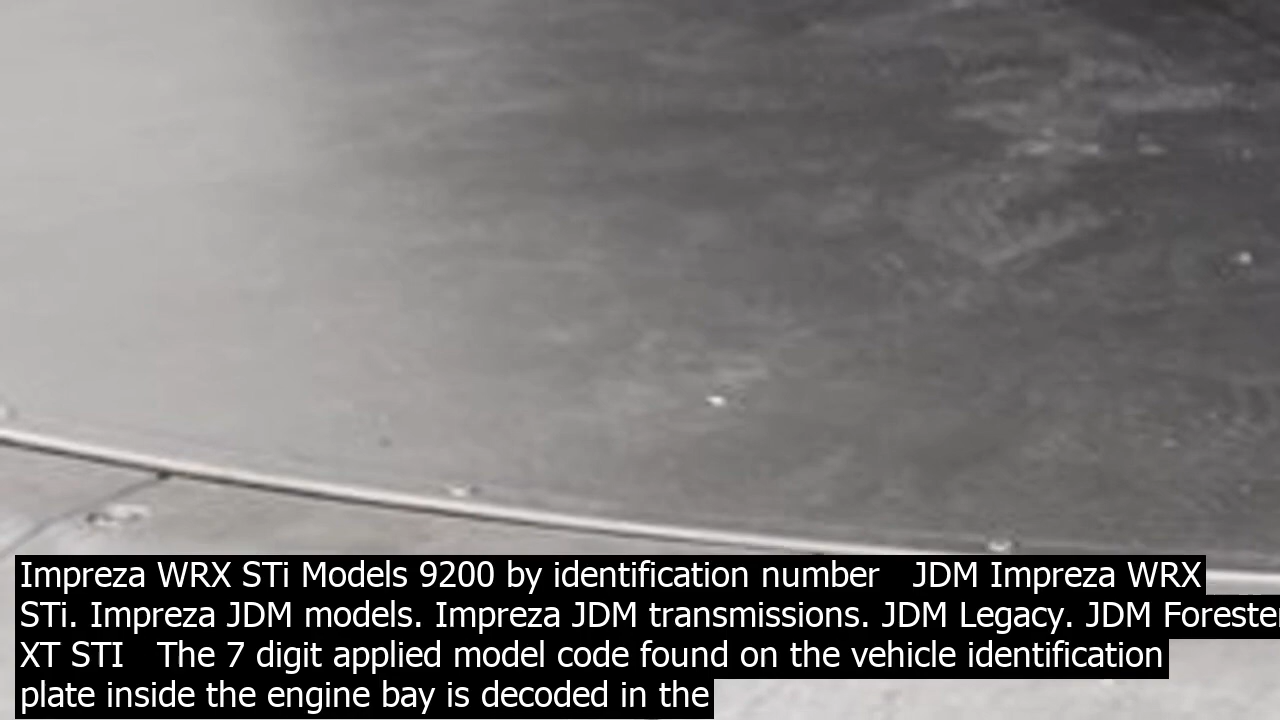 Impreza WRX STi Models 9200 by identification number   JDM Impreza WRX
STi. Impreza JDM models. Impreza JDM transmissions. JDM Legacy. JDM Forester
XT STI   The 7 digit applied model code found on the vehicle identification
plate inside the engine bay is decoded in the